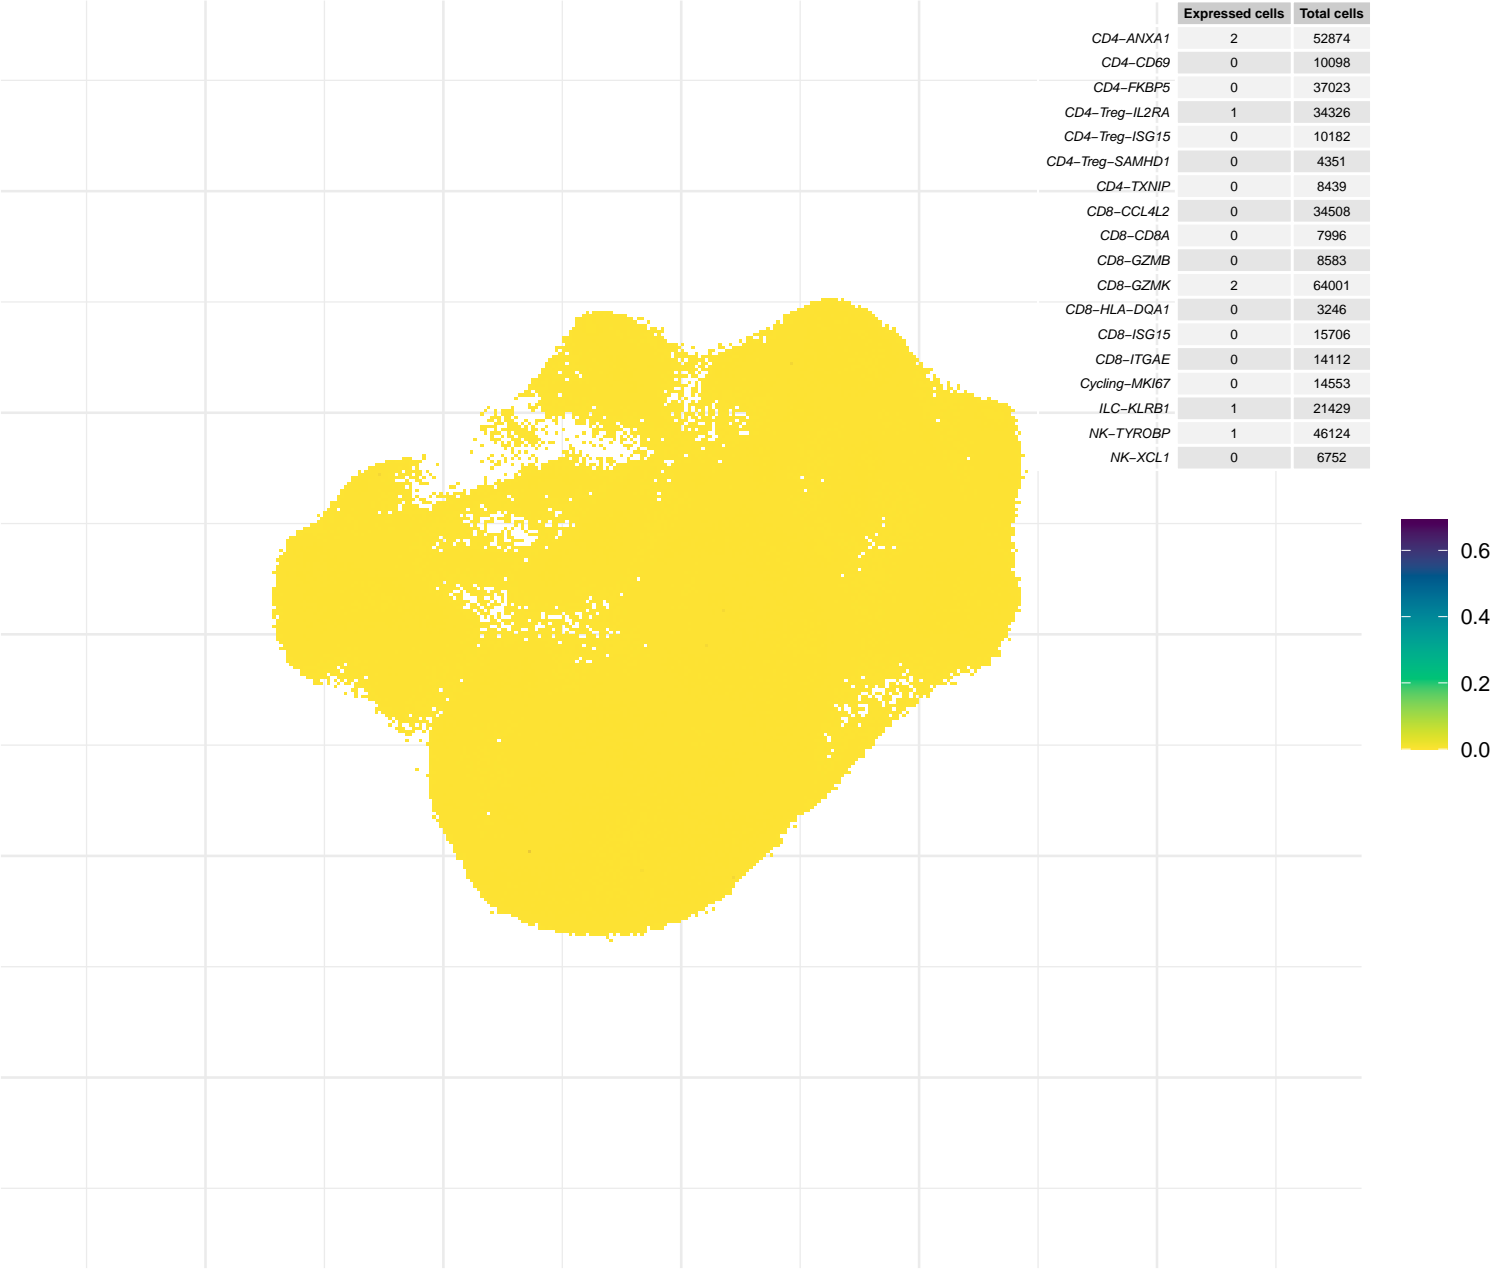 Expressed cells Total cells
CD4−ANXA1 2 52874
CD4−CD69 0 10098
CD4−FKBP5 0 37023
CD4−Treg−IL2RA 1 34326
CD4−Treg−ISG15 0 10182
CD4−Treg−SAMHD1 0 4351
CD4−TXNIP 0 8439
CD8−CCL4L2 0 34508
CD8−CD8A 0 7996
CD8−GZMB 0 8583
CD8−GZMK 2 64001
CD8−HLA−DQA1 0 3246
CD8−ISG15 0 15706
CD8−ITGAE 0 14112
Cycling−MKI67 0 14553
ILC−KLRB1 1 21429
NK−TYROBP 1 46124
NK−XCL1 0 6752
0.6
0.4
0.2
0.0